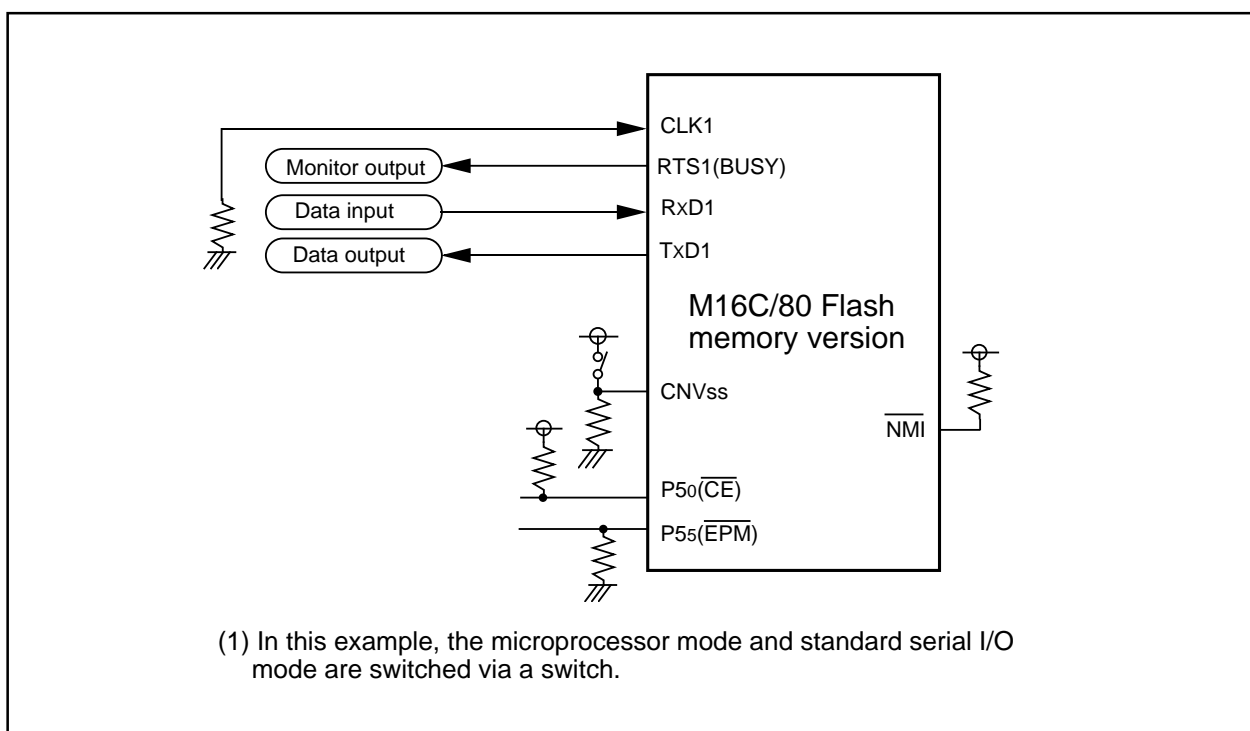 CLK1
Monitor output
RTS1(BUSY)
Data input
RxD1
Data output
TxD1
M16C/80 Flash
memory version
CNVss
NMI
P50(CE)
P55(EPM)
(1) In this example, the microprocessor mode and standard serial I/O
mode are switched via a switch.